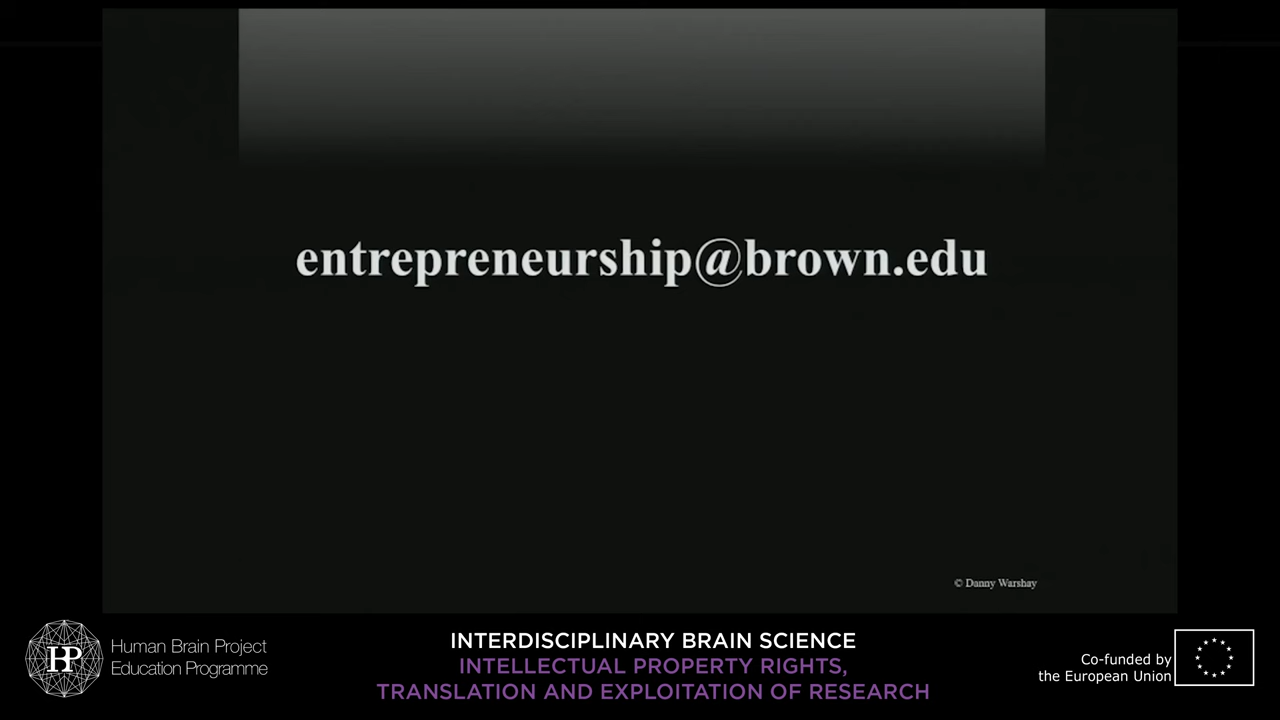 entrepreneurship@brown.edu
© Danny Warshay
HP
Human Brain Project
Education Programme
INTERDISCIPLINARY BRAIN SCIENCE
INTELLECTUAL PROPERTY RIGHTS,
TRANSLATION AND EXPLOITATION OF RESEARCH
Co-funded by
the European Union